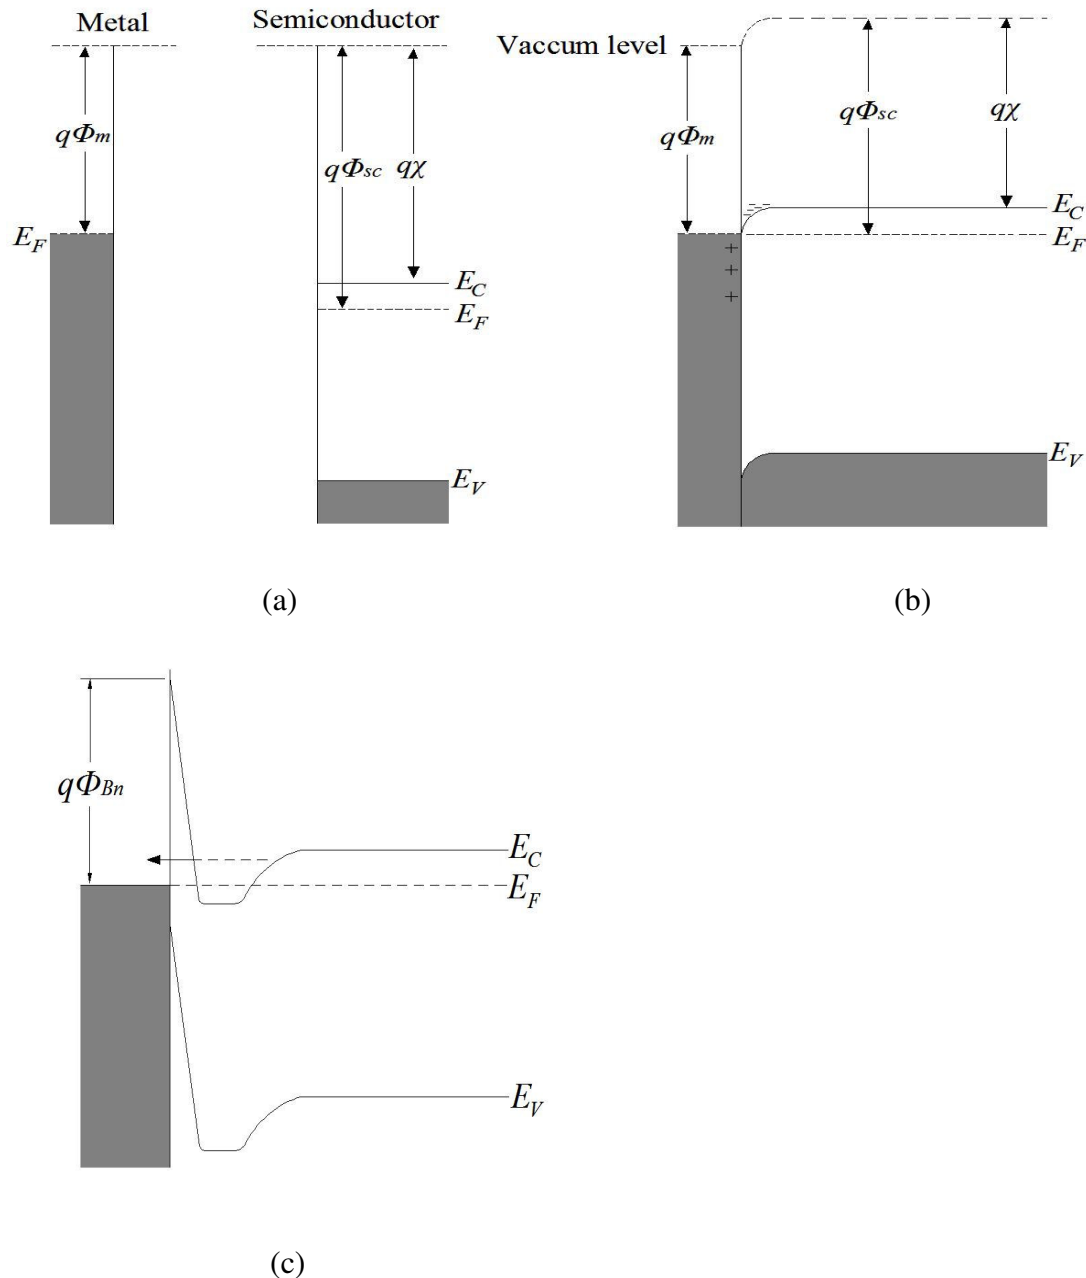 Metal
Semiconductor
qΦm
qΦsc
qχ
EF
EC
EF
EV
(a)
Vaccum level
qΦm
qΦsc
qχ
EC
EF
EV
(b)
qΦBn
EC
EF
EV
(c)